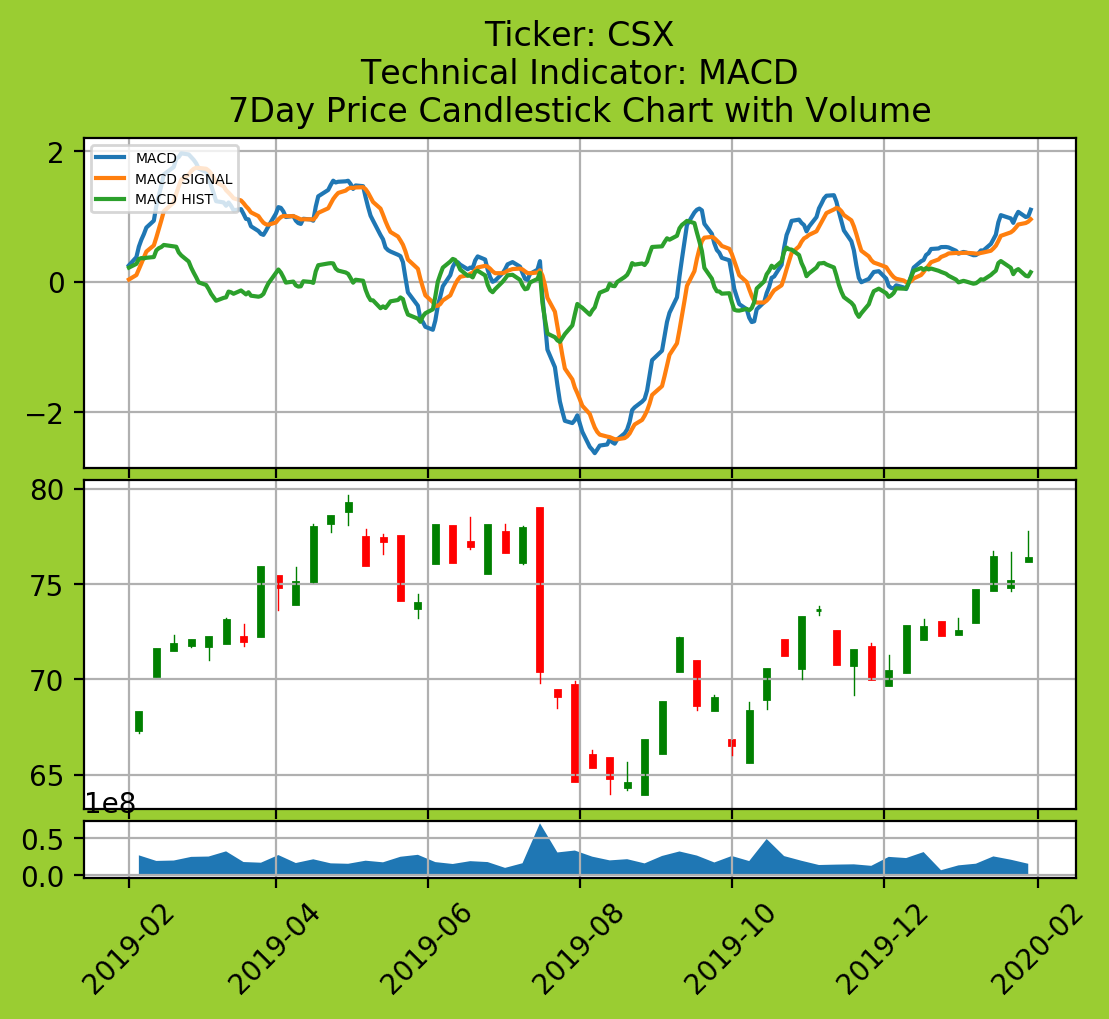 Ticker: CSX
Technical Indicator: MACD
7Day Price Candlestick Chart with Volume
MACD
MACD SIGNAL
MACD HIST
2
0
−2
80
75
70
65
1e8
0.5
0.0
2019-02
2019-04
2019-06
2019-08
2019-10
2019-12
2020-02